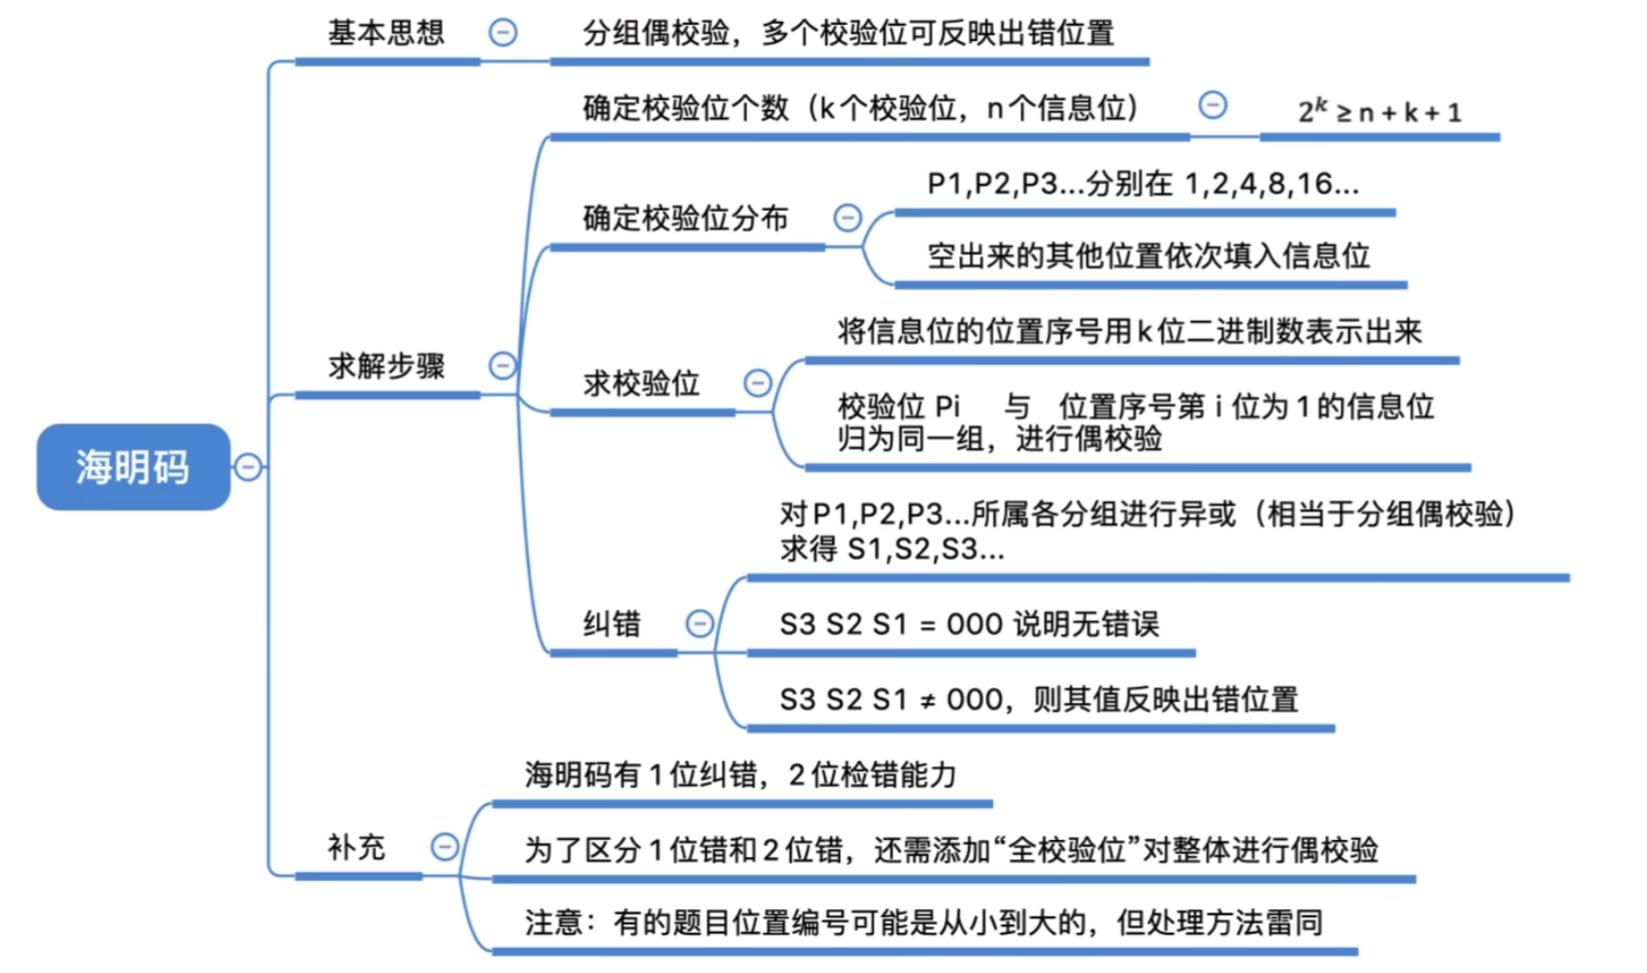 基本思想
分组偶校验，多个校验位可反映出错位置
确定校验位个数（k个校验位，n个信息位）
2^k ≥ n + k + 1
P1,P2,P3...分别在 1,2,4,8,16...
确定校验位分布
空出来的其他位置依次填入信息位
将信息位的位置序号用k位二进制数表示出来
求解步骤
求校验位
校验位 Pi 与 位置序号第 i 位为1的信息位
归为同一组，进行偶校验
海明码
对P1,P2,P3...所属各分组进行异或（相当于分组偶校验）
求得 S1,S2,S3...
纠错
S3 S2 S1 = 000 说明无错误
S3 S2 S1 ≠ 000，则其值反映出错位置
海明码有1位纠错，2位检错能力
补充
为了区分1位错和2位错，还需添加“全校验位”对整体进行偶校验
注意：有的题目位置编号可能是从小到大的，但处理方法雷同